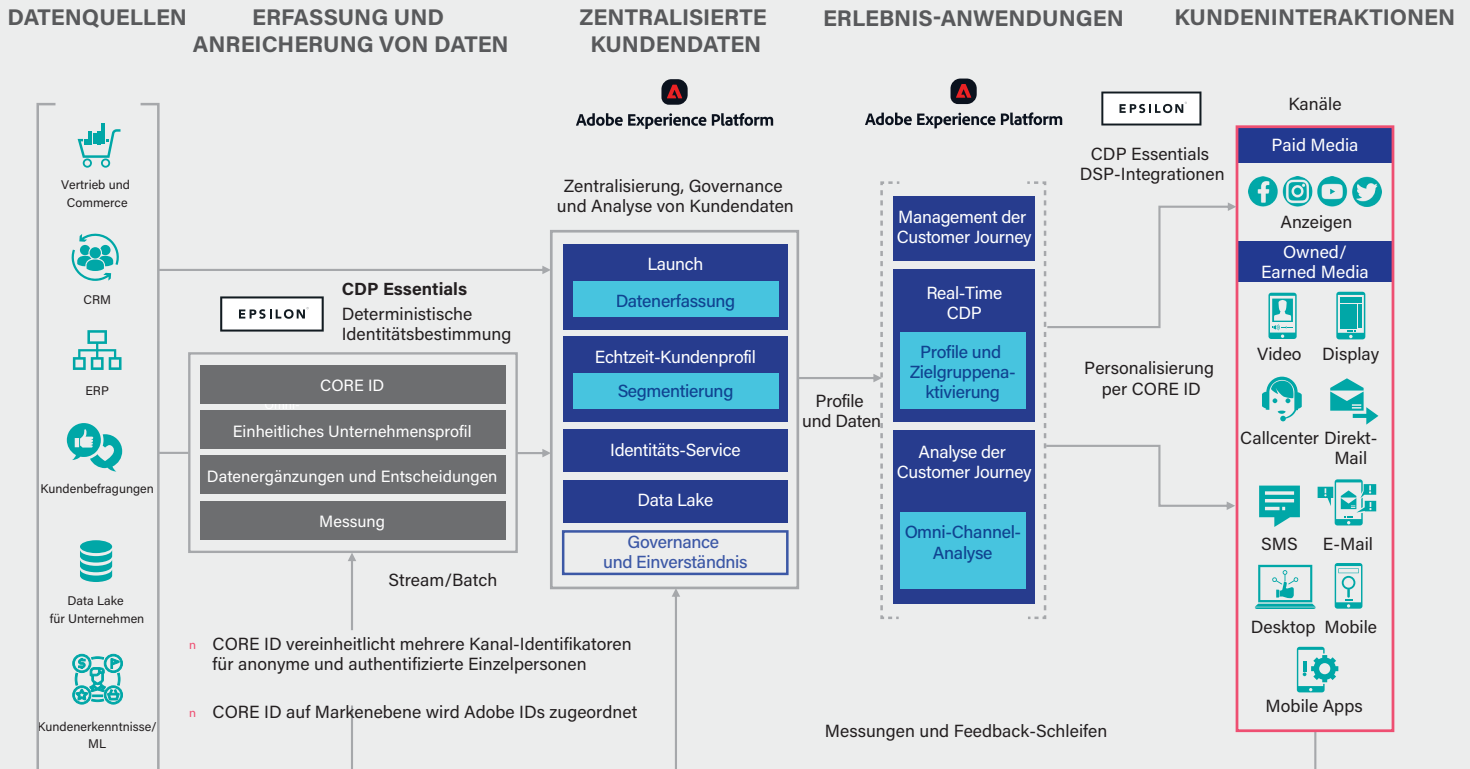 DATENQUELLEN
ERFASSUNG UND
ANREICHERUNG VON DATEN
ZENTRALISIERTE
KUNDENDATEN
ERLEBNIS-ANWENDUNGEN
KUNDENINTERAKTIONEN
Vertrieb und
Commerce
CRM
ERP
Kundenbefragungen
Data Lake
für Unternehmen
Kundenerkenntnisse/
ML
EPSILON
CDP Essentials
Deterministische
Identitätsbestimmung
CORE ID
Einheitliches Unternehmensprofil
Datenergänzungen und Entscheidungen
Messung
Stream/Batch
n CORE ID vereinheitlicht mehrere Kanal-Identifikatoren
für anonyme und authentifizierte Einzelpersonen
n CORE ID auf Markenebene wird Adobe IDs zugeordnet
Adobe Experience Platform
Zentralisierung, Governance
und Analyse von Kundendaten
Launch
Datenerfassung
Echtzeit-Kundenprofil
Segmentierung
Identitäts-Service
Data Lake
Governance
und Einverständnis
Profile
und Daten
Adobe Experience Platform
Management der
Customer Journey
Real-Time
CDP
Profile und
Zielgruppena-
ktivierung
Analyse der
Customer Journey
Omni-Channel-
Analyse
EPSILON
CDP Essentials
DSP-Integrationen
Personalisierung
per CORE ID
Messungen und Feedback-Schleifen
Kanäle
Paid Media
Anzeigen
Owned/
Earned Media
Video Display
Callcenter Direkt-
Mail
SMS E-Mail
Desktop Mobile
Mobile Apps